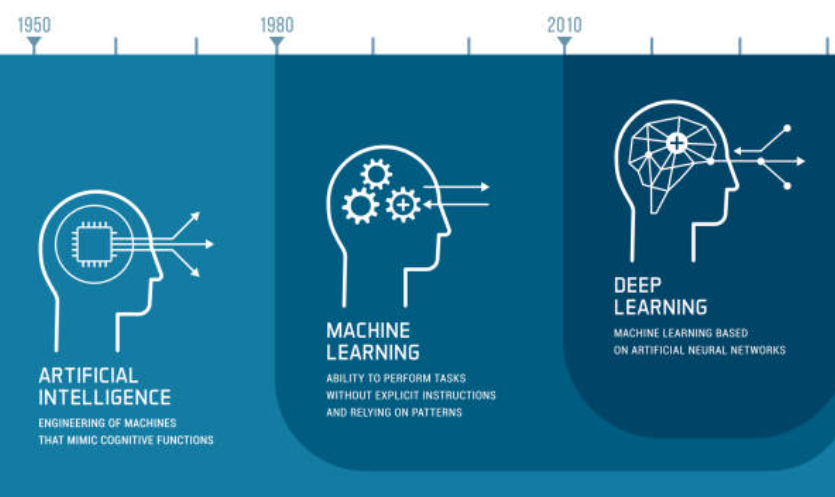 1950
1980
2010
ARTIFICIAL
INTELLIGENCE
ENGINEERING OF MACHINES
THAT MIMIC COGNITIVE FUNCTIONS
MACHINE
LEARNING
ABILITY TO PERFORM TASKS
WITHOUT EXPLICIT INSTRUCTIONS
AND RELYING ON PATTERNS
DEEP
LEARNING
MACHINE LEARNING BASED
ON ARTIFICIAL NEURAL NETWORKS